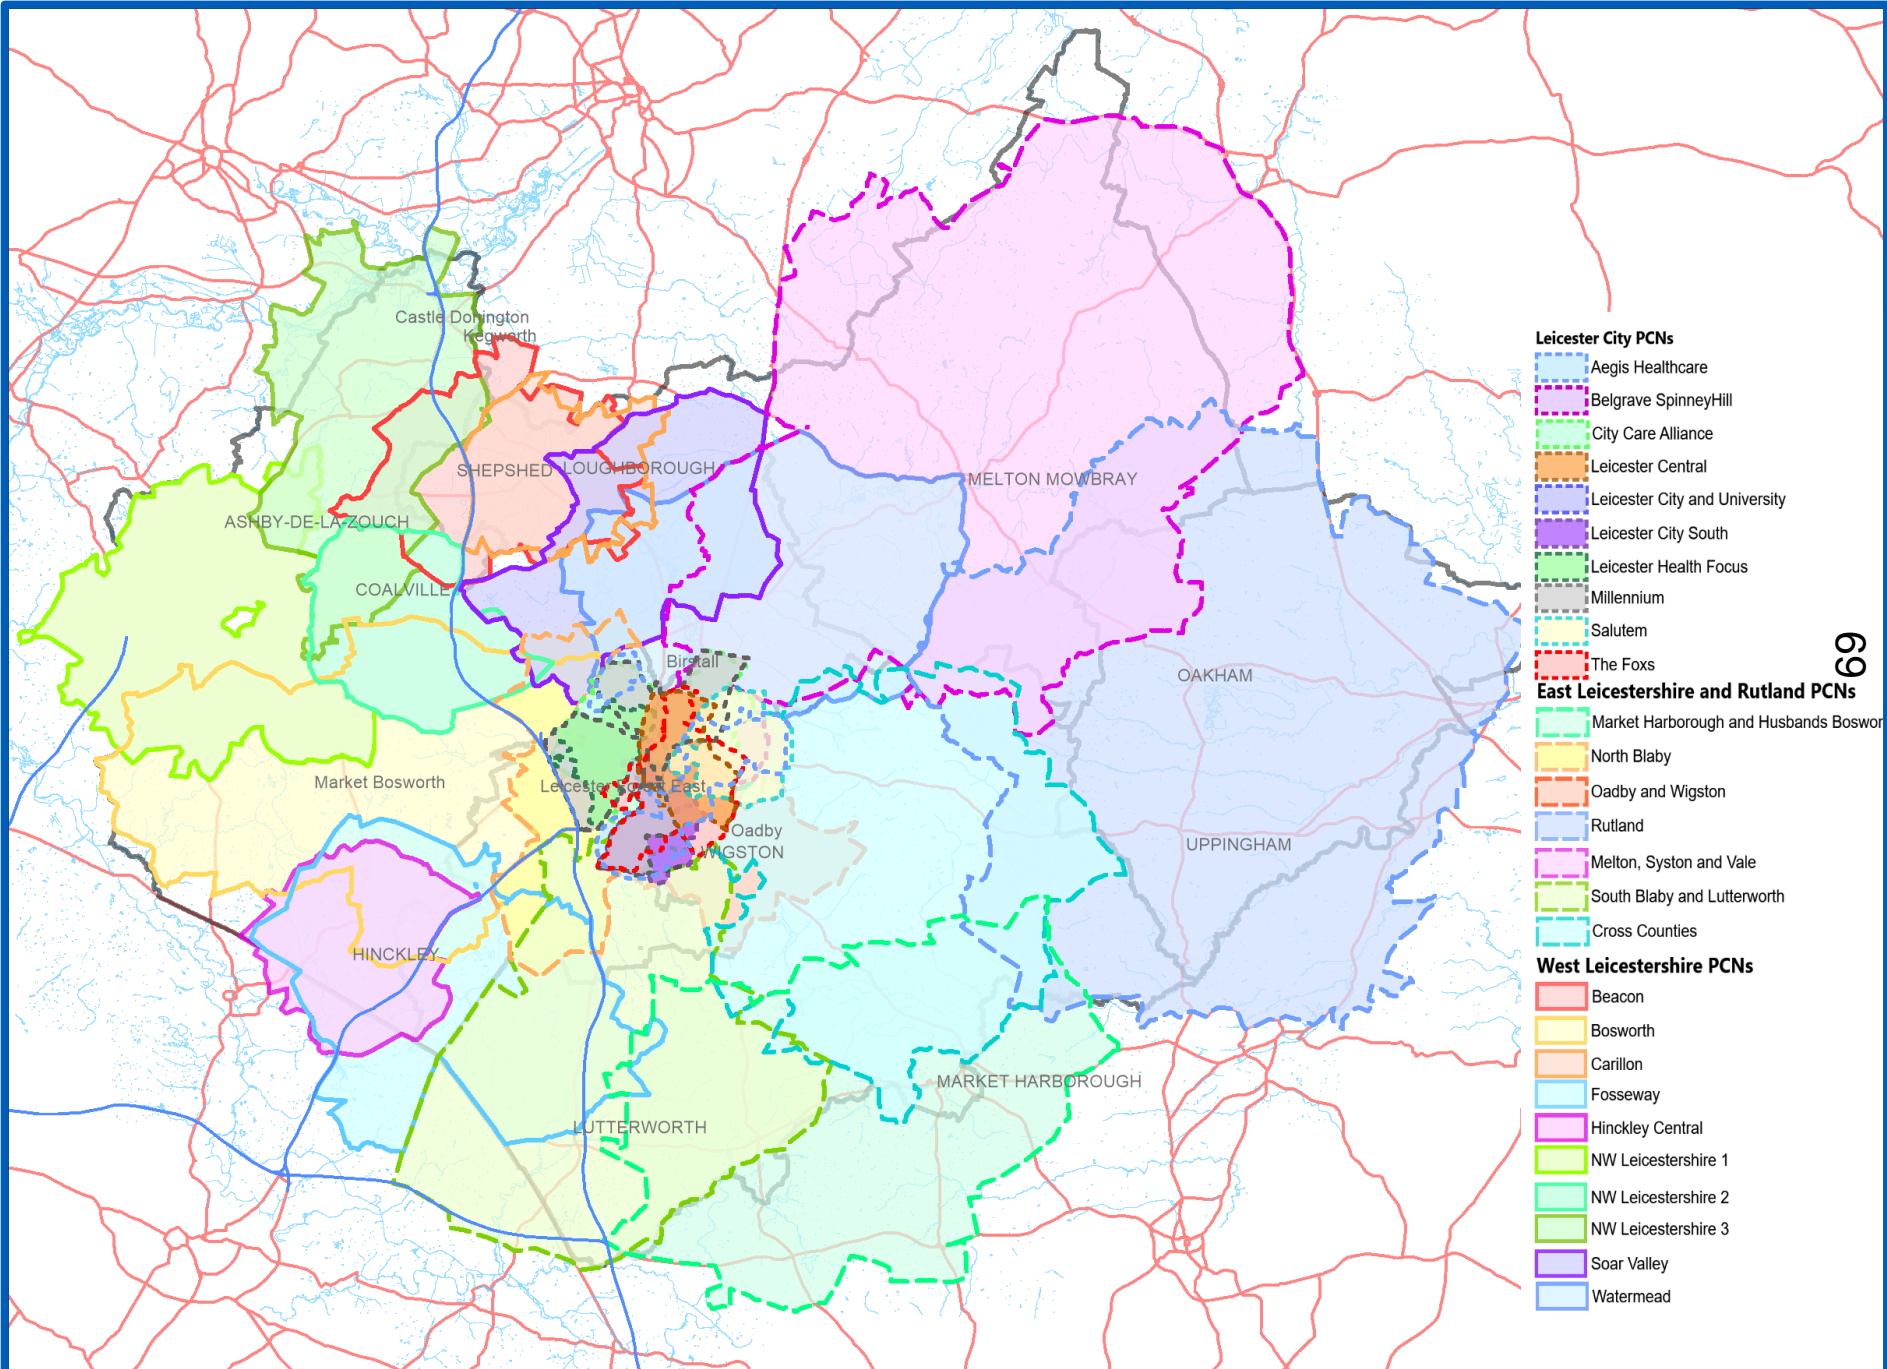 Castle Donington
Kegworth
SHEPSHED
LOUGHBOROUGH
MELTON MOWBRAY
ASHBY-DE-LA-ZOUCH
COALVILLE
Birstall
OAKHAM
Market Bosworth
Leicester Forest East
Oadby
WIGSTON
UPPINGHAM
HINCKLEY
MARKET HARBOROUGH
LUTTERWORTH
Leicester City PCNs
Aegis Healthcare
Belgrave SpinneyHill
City Care Alliance
Leicester Central
Leicester City and University
Leicester City South
Leicester Health Focus
Millennium
Salutem
The Foxs
East Leicestershire and Rutland PCNs
Market Harborough and Husbands Boswor
North Blaby
Oadby and Wigston
Rutland
Melton, Syston and Vale
South Blaby and Lutterworth
Cross Counties
West Leicestershire PCNs
Beacon
Bosworth
Carillon
Fosseway
Hinckley Central
NW Leicestershire 1
NW Leicestershire 2
NW Leicestershire 3
Soar Valley
Watermead
69